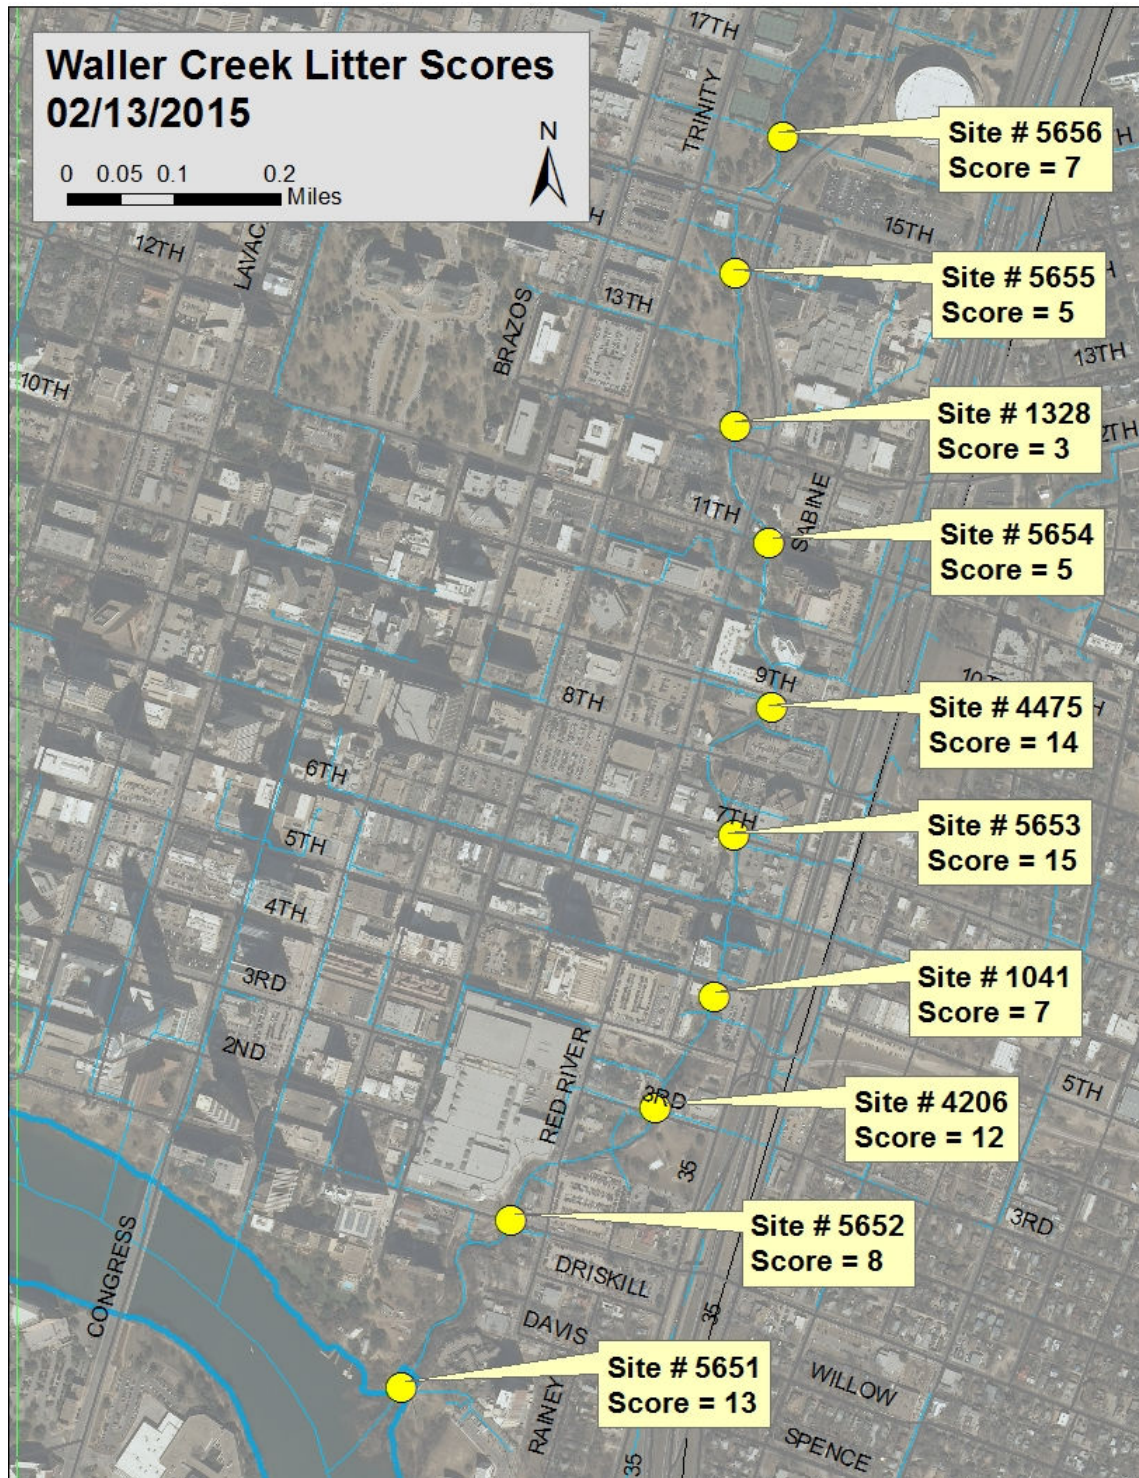 Waller Creek Litter Scores
02/13/2015
N
0 0.05 0.1 0.2
Miles
17TH
TRINITY
Site # 5656
Score = 7
H
15TH
12TH
LAVAC
H
Site # 5655
Score = 5
H
13TH
BRAZOS
13TH
10TH
Site # 1328
Score = 3
2TH
11TH
SABINE
Site # 5654
Score = 5
9TH
8TH
Site # 4475
Score = 14
H
6TH
7TH
5TH
Site # 5653
Score = 15
4TH
3RD
Site # 1041
Score = 7
2ND
RED RIVER
3RD
5TH
Site # 4206
Score = 12
35
3RD
CONGRESS
Site # 5652
Score = 8
DRISKILL
DAVIS
35
Site # 5651
Score = 13
WILLOW
RAINEY
SPENCE
35